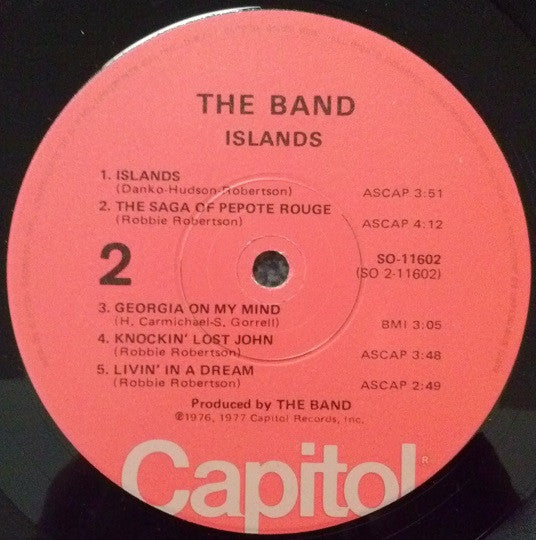 THE BAND
ISLANDS
1. ISLANDS
(Danko-Hudson-Robertson) ASCAP 3:51
2. THE SAGA OF PEPOTE ROUGE
(Robbie Robertson) ASCAP 4:12
2
SO-11602
(SO 2-11602)
3. GEORGIA ON MY MIND
(H. Carmichael-S. Gorrell) BMI 3:05
4. KNOCKIN' LOST JOHN
(Robbie Robertson) ASCAP 3:48
5. LIVIN' IN A DREAM
(Robbie Robertson) ASCAP 2:49
Produced by THE BAND
℗1976, 1977 Capitol Records, Inc.
Capitol®